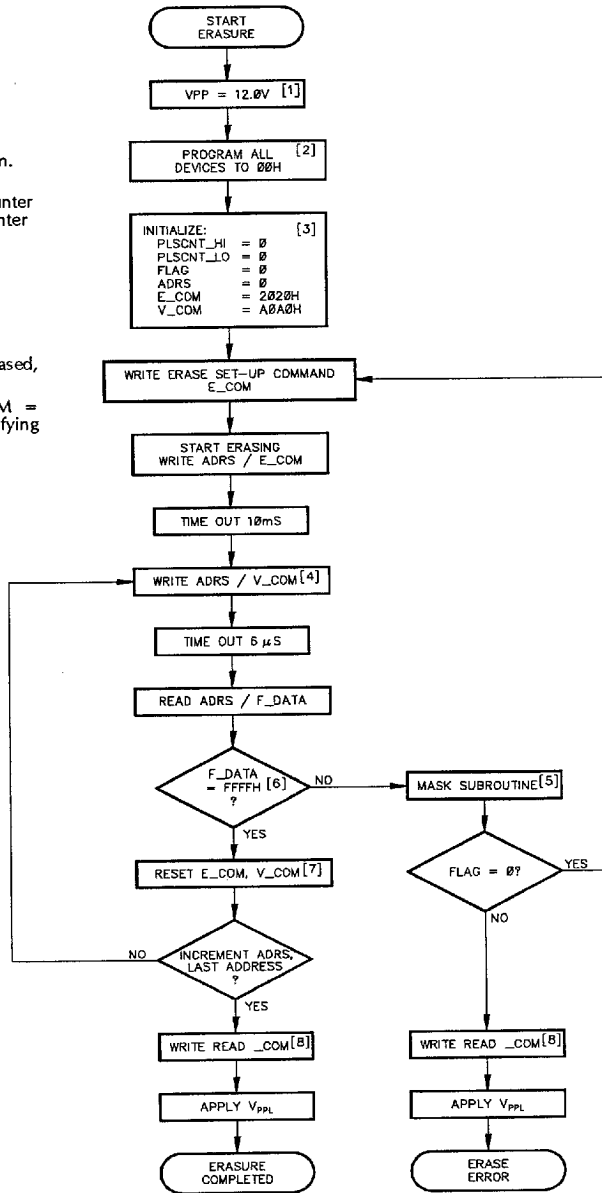 START
ERASURE
VPP = 12.0V [1]
PROGRAM ALL [2]
DEVICES TO 00H
INITIALIZE: [3]
PLSCNT_HI = 0
PLSCNT_LO = 0
FLAG = 0
ADRS = 0
E_COM = 2020H
V_COM = A0A0H
WRITE ERASE SET-UP COMMAND
E_COM
START ERASING
WRITE ADRS / E_COM
TIME OUT 10mS
WRITE ADRS / V_COM [4]
TIME OUT 6 μS
READ ADRS / F_DATA
F_DATA
= FFFFH [6]
?
NO
YES
MASK SUBROUTINE [5]
FLAG = 0?
YES
NO
RESET E_COM, V_COM [7]
INCREMENT ADRS,
LAST ADDRESS
?
NO
YES
WRITE READ _COM [8]
APPLY VPPL
ERASURE
COMPLETED
WRITE READ _COM [8]
APPLY VPPL
ERASE
ERROR
ased,
M =
fying